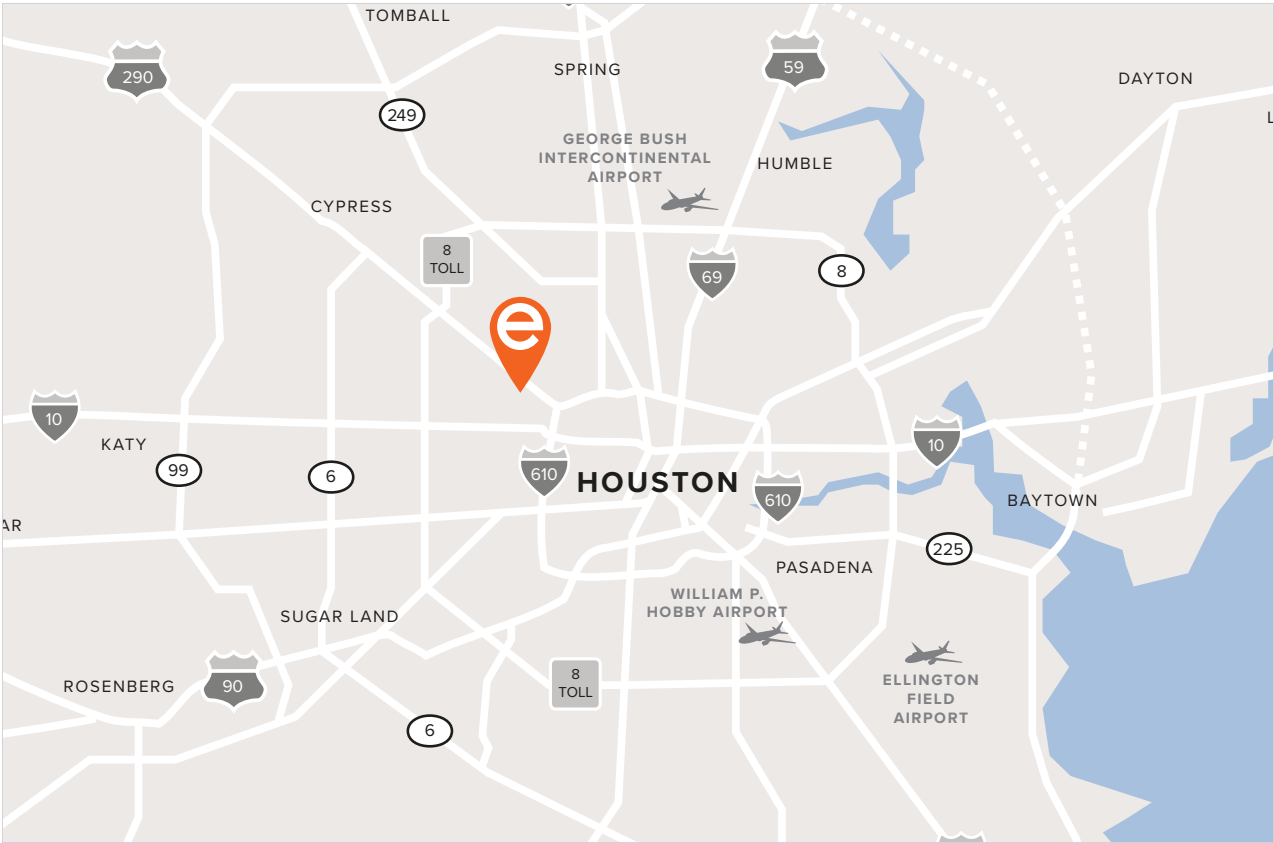 TOMBALL
290
SPRING
59
DAYTON
249
L
GEORGE BUSH
INTERCONTINENTAL
AIRPORT
HUMBLE
CYPRESS
8
TOLL
69
8
e
10
KATY
99
6
610
HOUSTON
610
10
BAYTOWN
AR
225
PASADENA
WILLIAM P.
HOBBY AIRPORT
SUGAR LAND
ROSENBERG
90
8
TOLL
ELLINGTON
FIELD
AIRPORT
6